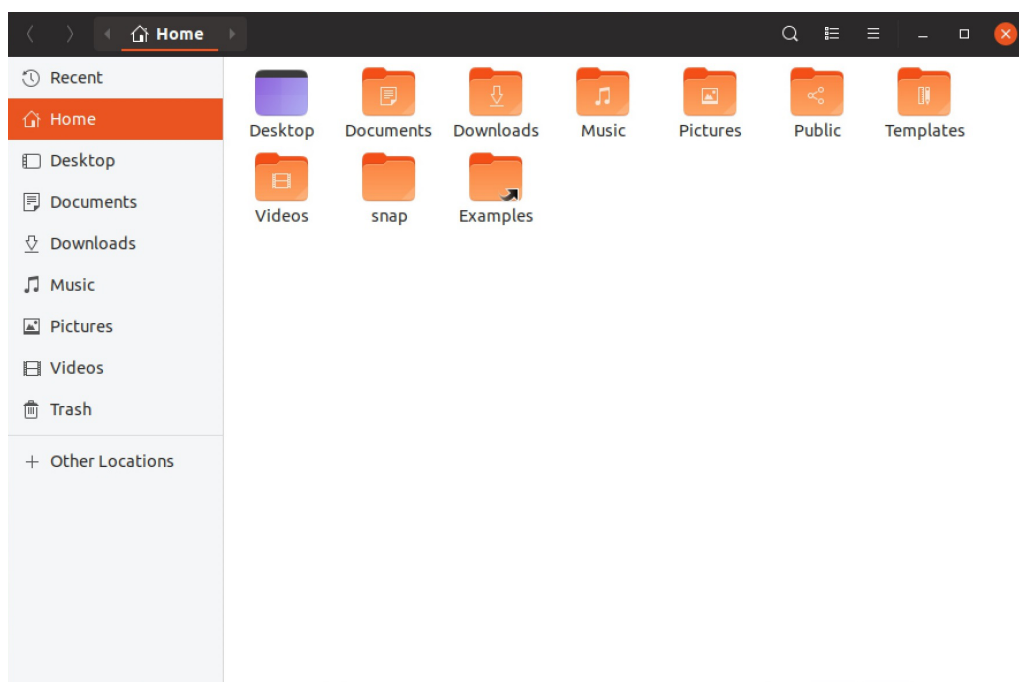 Home
Recent
Home
Desktop
Documents
Downloads
Music
Pictures
Videos
Trash
Other Locations
Desktop Documents Downloads Music Pictures Public Templates
Videos snap Examples